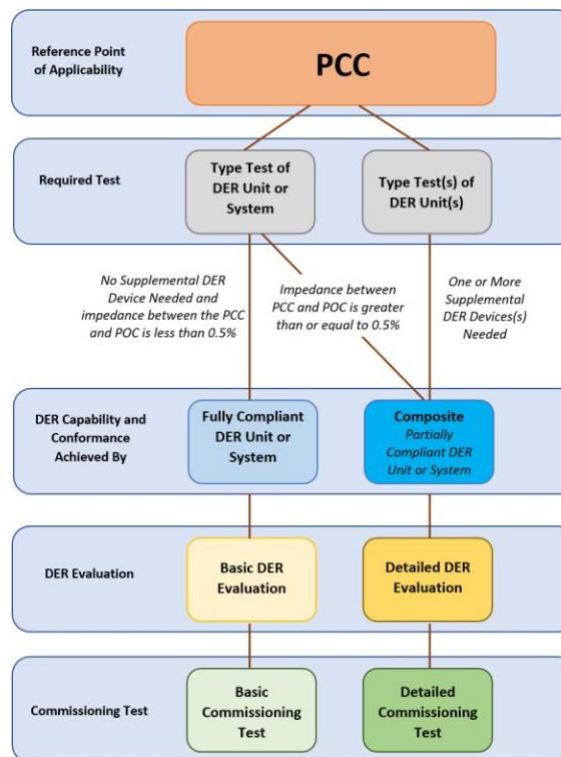 Reference Point
of Applicability
PCC
Required Test
Type Test of
DER Unit or
System
Type Test(s) of
DER Unit(s)
No Supplemental DER
Device Needed and
impedance between the PCC
and POC is less than 0.5%
Impedance between
PCC and POC is greater
than or equal to 0.5%
One or More
Supplemental
DER Devices(s)
Needed
DER Capability and
Conformance
Achieved By
Fully Compliant
DER Unit or
System
Composite
Partially
Compliant DER
Unit or System
DER Evaluation
Basic DER
Evaluation
Detailed DER
Evaluation
Commissioning Test
Basic
Commissioning
Test
Detailed
Commissioning
Test